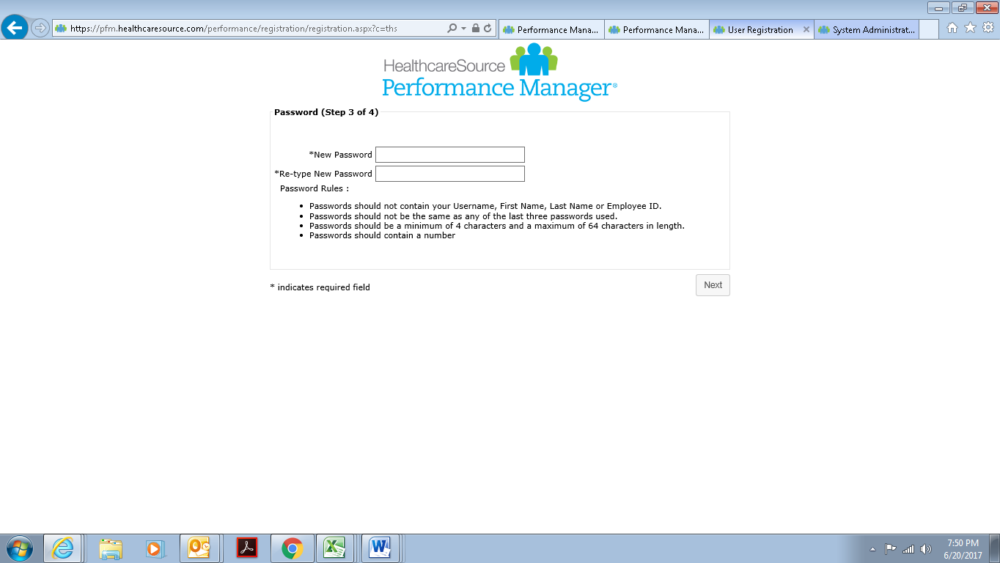 https://pfm.healthcaresource.com/performance/registration/registration.aspx?c=ths
Performance Mana...
Performance Mana...
User Registration
System Administrat...
HealthcareSource
Performance Manager®
Password (Step 3 of 4)
*New Password
*Re-type New Password
Password Rules :
• Passwords should not contain your Username, First Name, Last Name or Employee ID.
• Passwords should not be the same as any of the last three passwords used.
• Passwords should be a minimum of 4 characters and a maximum of 64 characters in length.
• Passwords should contain a number
* indicates required field
Next
7:50 PM
6/20/2017